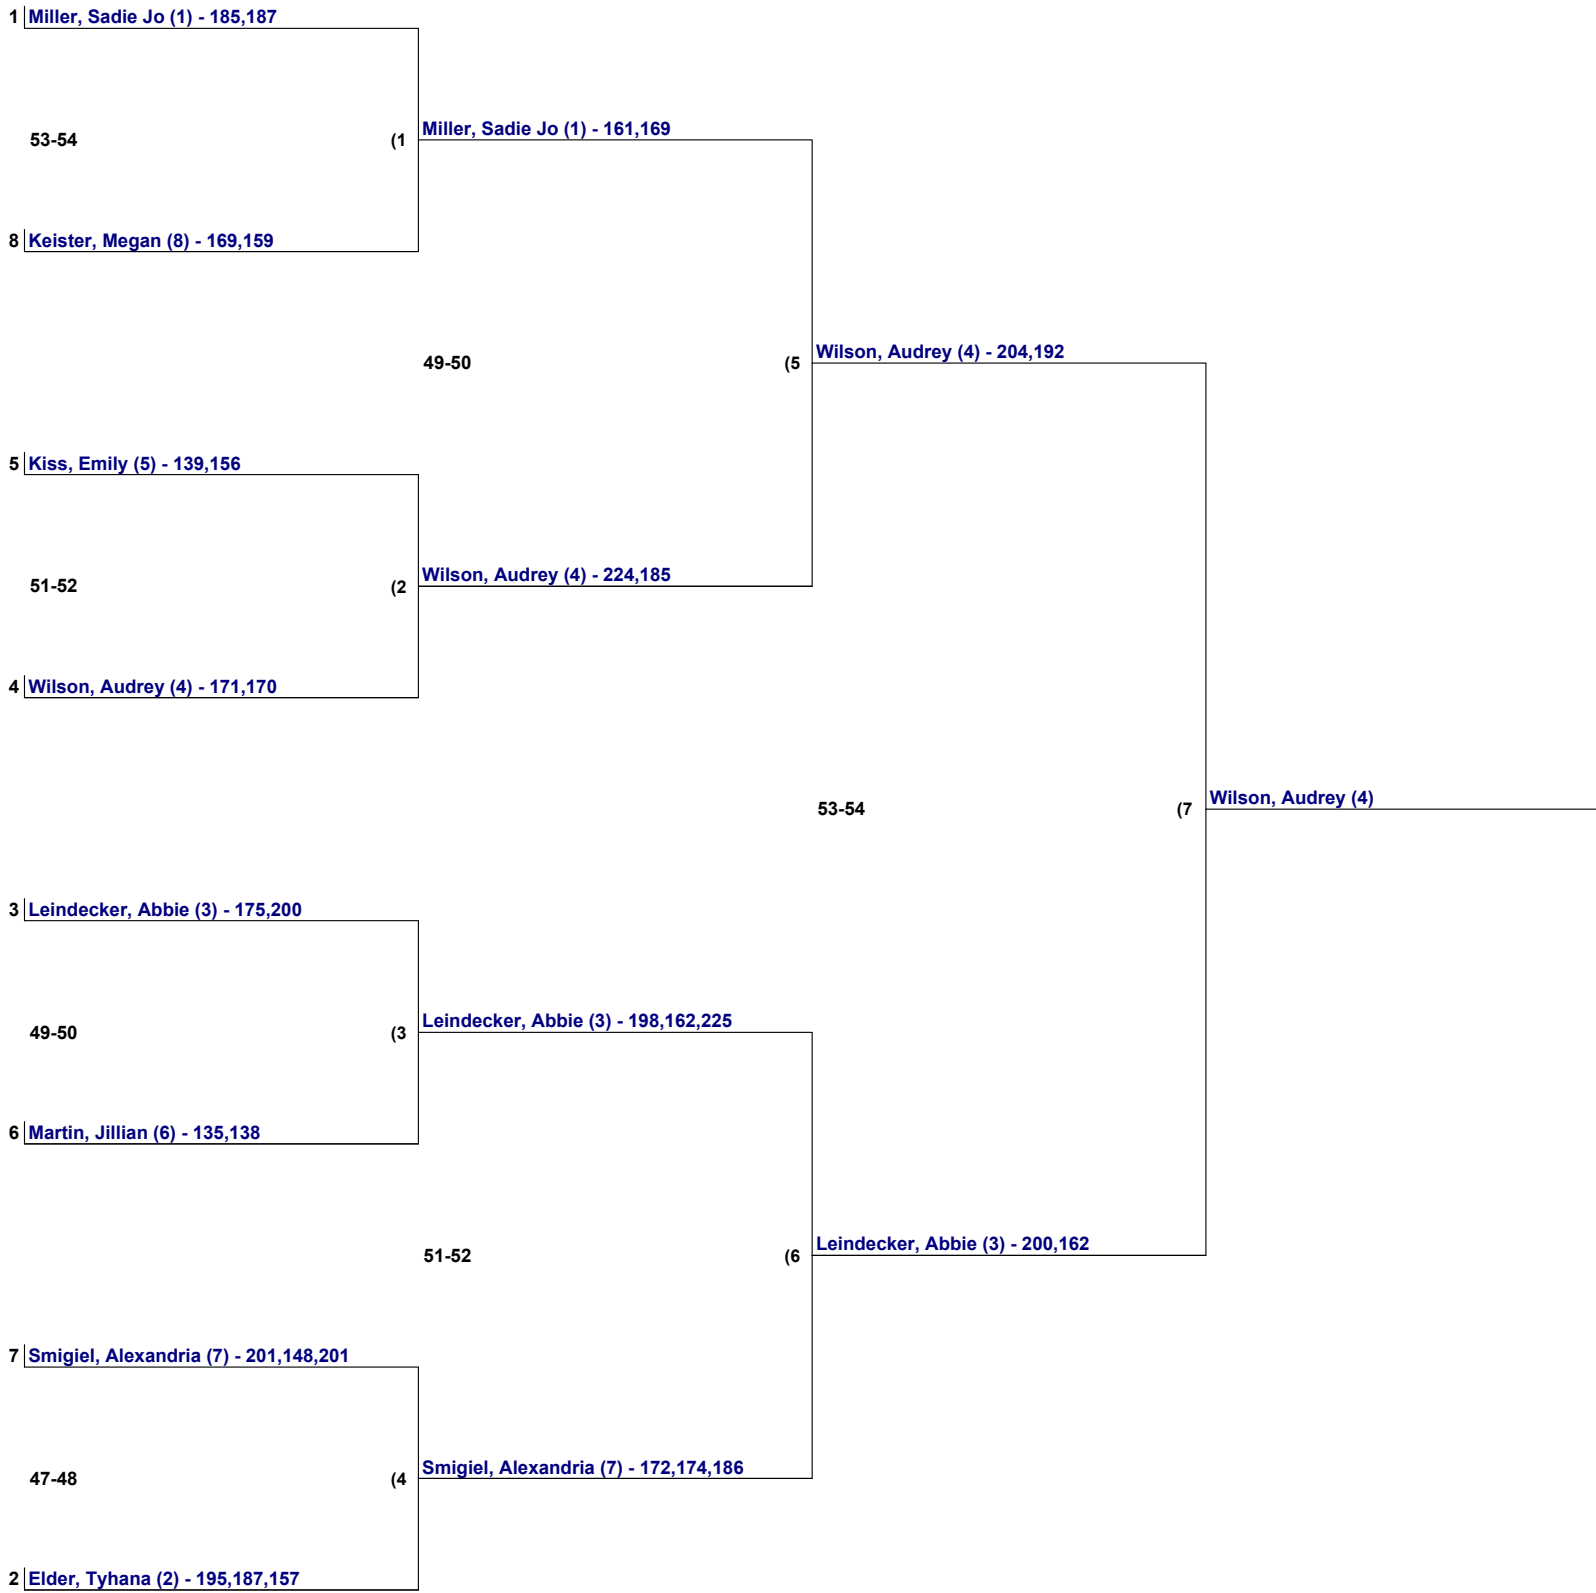 1 Miller, Sadie Jo (1) - 185,187
Miller, Sadie Jo (1) - 161,169
53-54 (1
8 Keister, Megan (8) - 169,159
Wilson, Audrey (4) - 204,192
49-50 (5
5 Kiss, Emily (5) - 139,156
Wilson, Audrey (4) - 224,185
51-52 (2
4 Wilson, Audrey (4) - 171,170
Wilson, Audrey (4)
53-54 (7
3 Leindecker, Abbie (3) - 175,200
Leindecker, Abbie (3) - 198,162,225
49-50 (3
6 Martin, Jillian (6) - 135,138
Leindecker, Abbie (3) - 200,162
51-52 (6
7 Smigiel, Alexandria (7) - 201,148,201
Smigiel, Alexandria (7) - 172,174,186
47-48 (4
2 Elder, Tyhana (2) - 195,187,157